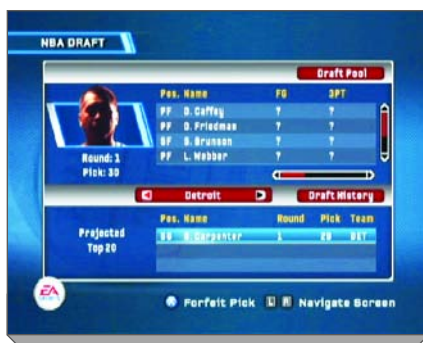 NBA DRAFT
Draft Pool
Pos. Name FG 3PT
PF D. Caffey ? ?
PF D. Friedman ? ?
SF S. Brunson ? ?
PF L. Webber ? ?
Round: 1
Pick: 30
Detroit
Draft History
Pos. Name Round Pick Team
Projected
Top 20
Carpenter 1 29 DET
EA
Forfeit Pick Navigate Screen